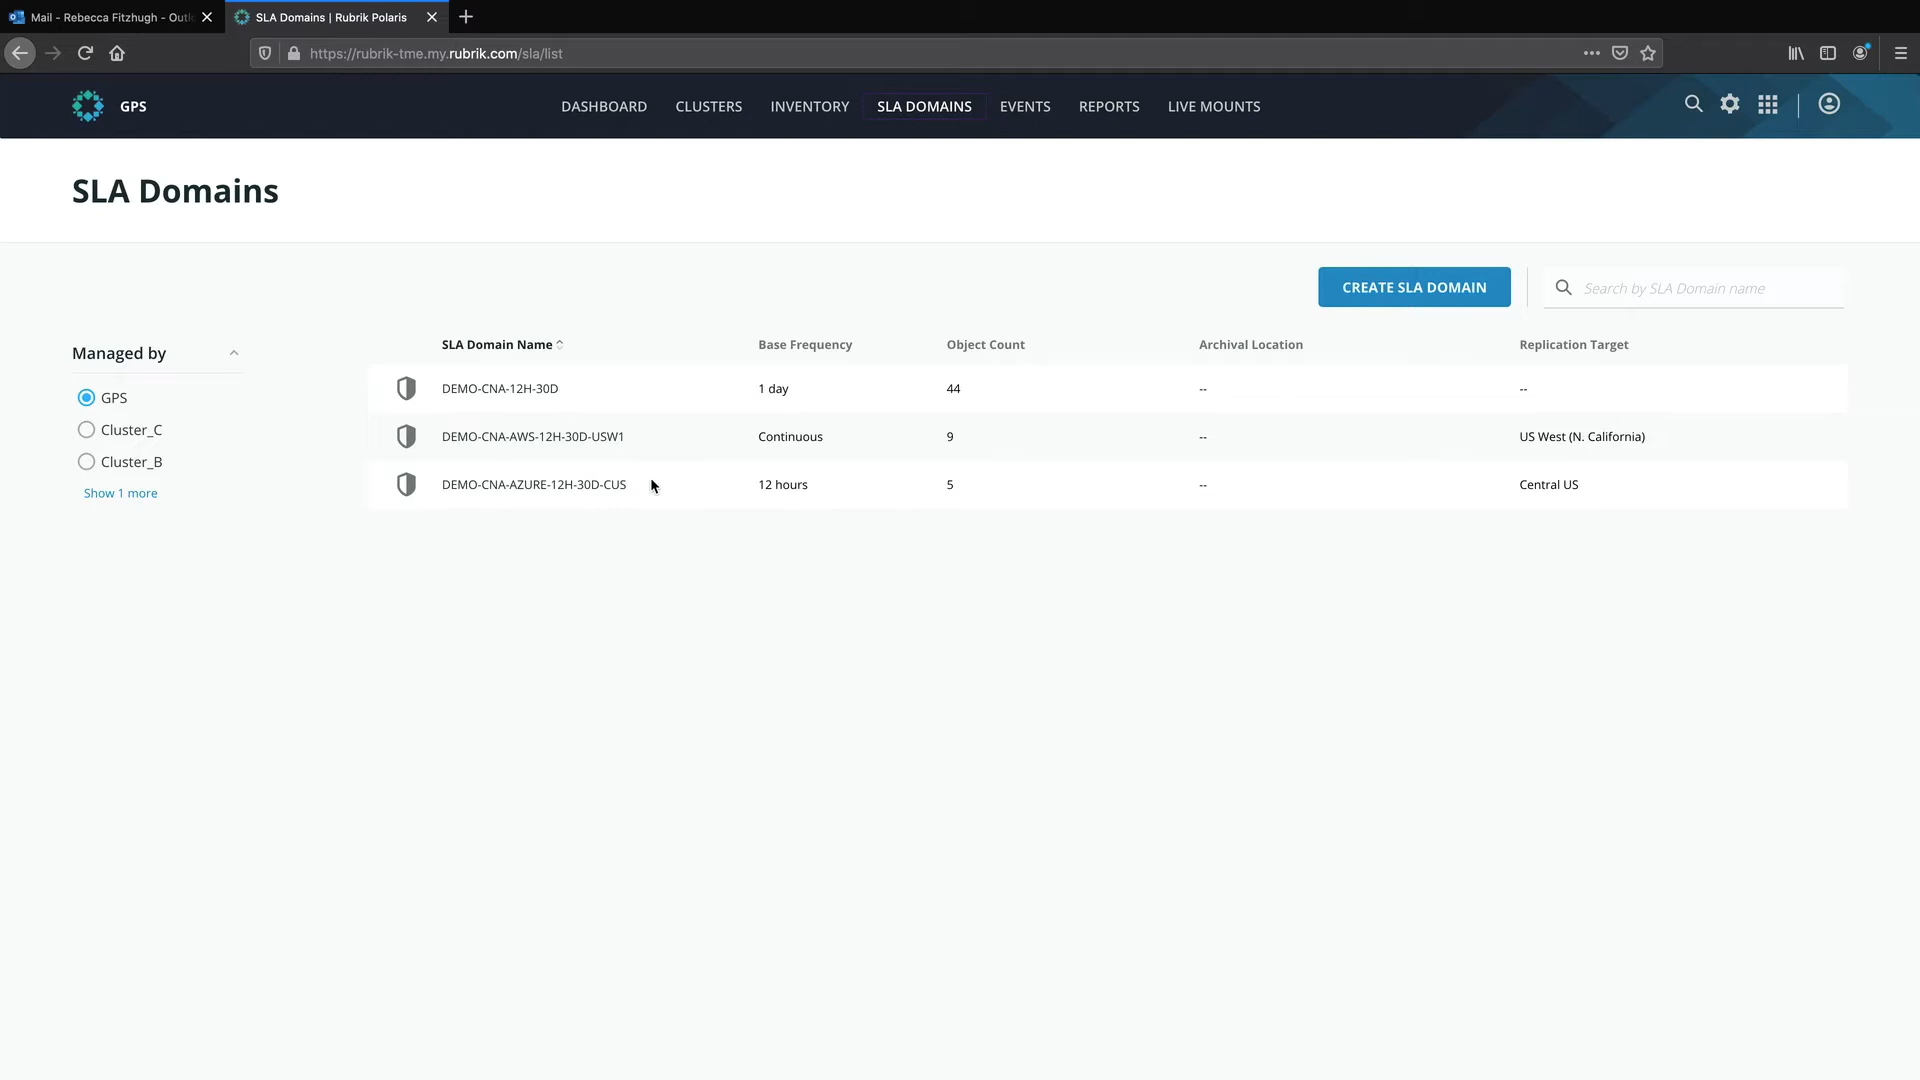 Mail - Rebecca Fitzhugh - Outl
SLA Domains | Rubrik Polaris
https://rubrik-tme.my.rubrik.com/sla/list
GPS
DASHBOARD CLUSTERS INVENTORY SLA DOMAINS EVENTS REPORTS LIVE MOUNTS
SLA Domains
CREATE SLA DOMAIN
Search by SLA Domain name
Managed by
GPS
Cluster_C
Cluster_B
Show 1 more
SLA Domain Name Base Frequency Object Count Archival Location Replication Target
DEMO-CNA-12H-30D 1 day 44 -- --
DEMO-CNA-AWS-12H-30D-USW1 Continuous 9 -- US West (N. California)
DEMO-CNA-AZURE-12H-30D-CUS 12 hours 5 -- Central US